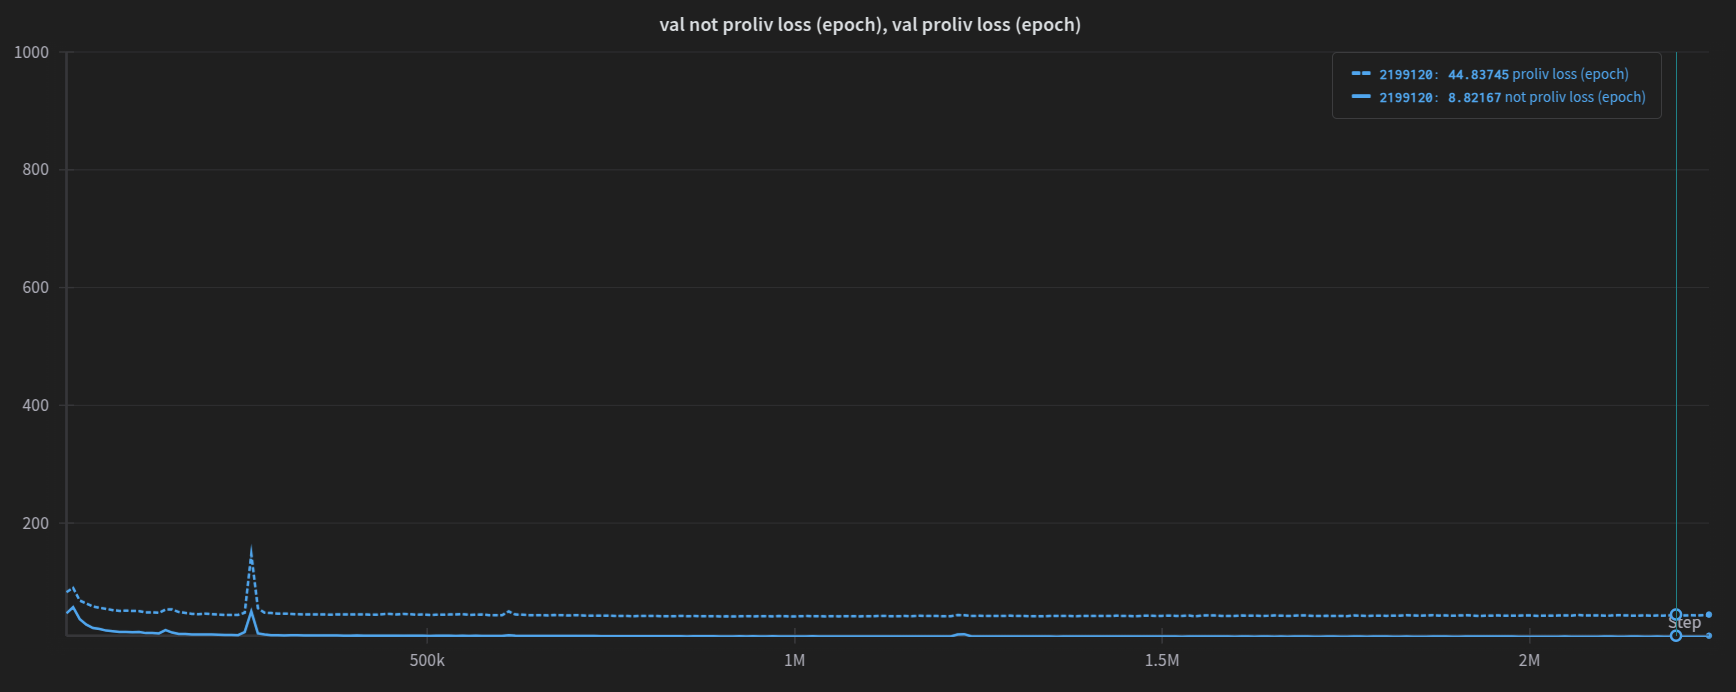 val not proliv loss (epoch), val proliv loss (epoch)
1000
2199120: 44.83745 proliv loss (epoch)
2199120: 8.82167 not proliv loss (epoch)
800
600
400
200
Step
500k
1M
1.5M
2M